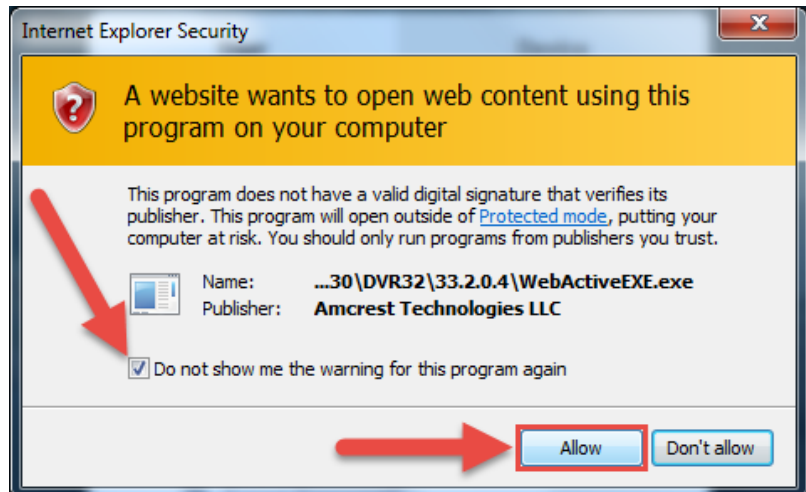 Internet Explorer Security
A website wants to open web content using this
program on your computer
This program does not have a valid digital signature that verifies its
publisher. This program will open outside of Protected mode, putting your
computer at risk. You should only run programs from publishers you trust.
Name: ...30\DVR32\33.2.0.4\WebActiveEXE.exe
Publisher: Amcrest Technologies LLC
Do not show me the warning for this program again
Allow Don't allow